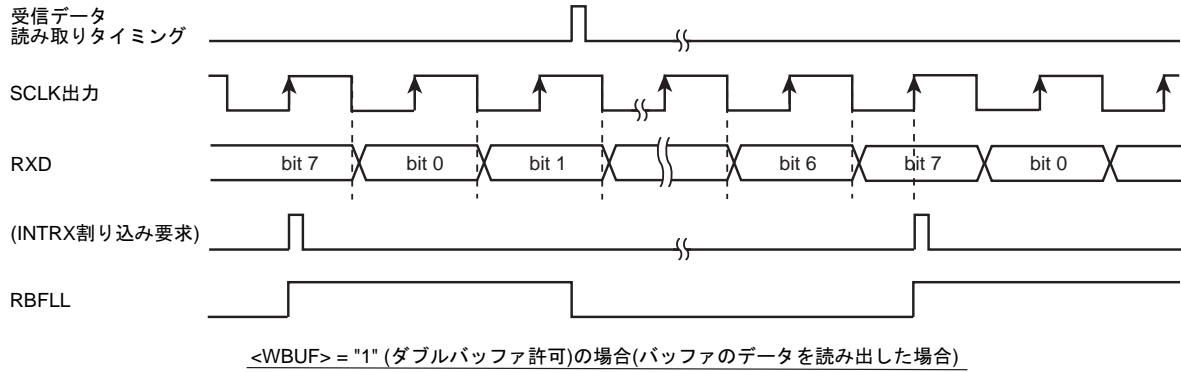 受信データ
読み取りタイミング
SCLK出力
RXD
bit 7
bit 0
bit 1
bit 6
bit 7
bit 0
(INTRX割り込み要求)
RBFLL
<WBUF> = "1" (ダブルバッファ許可)の場合(バッファのデータを読み出した場合)